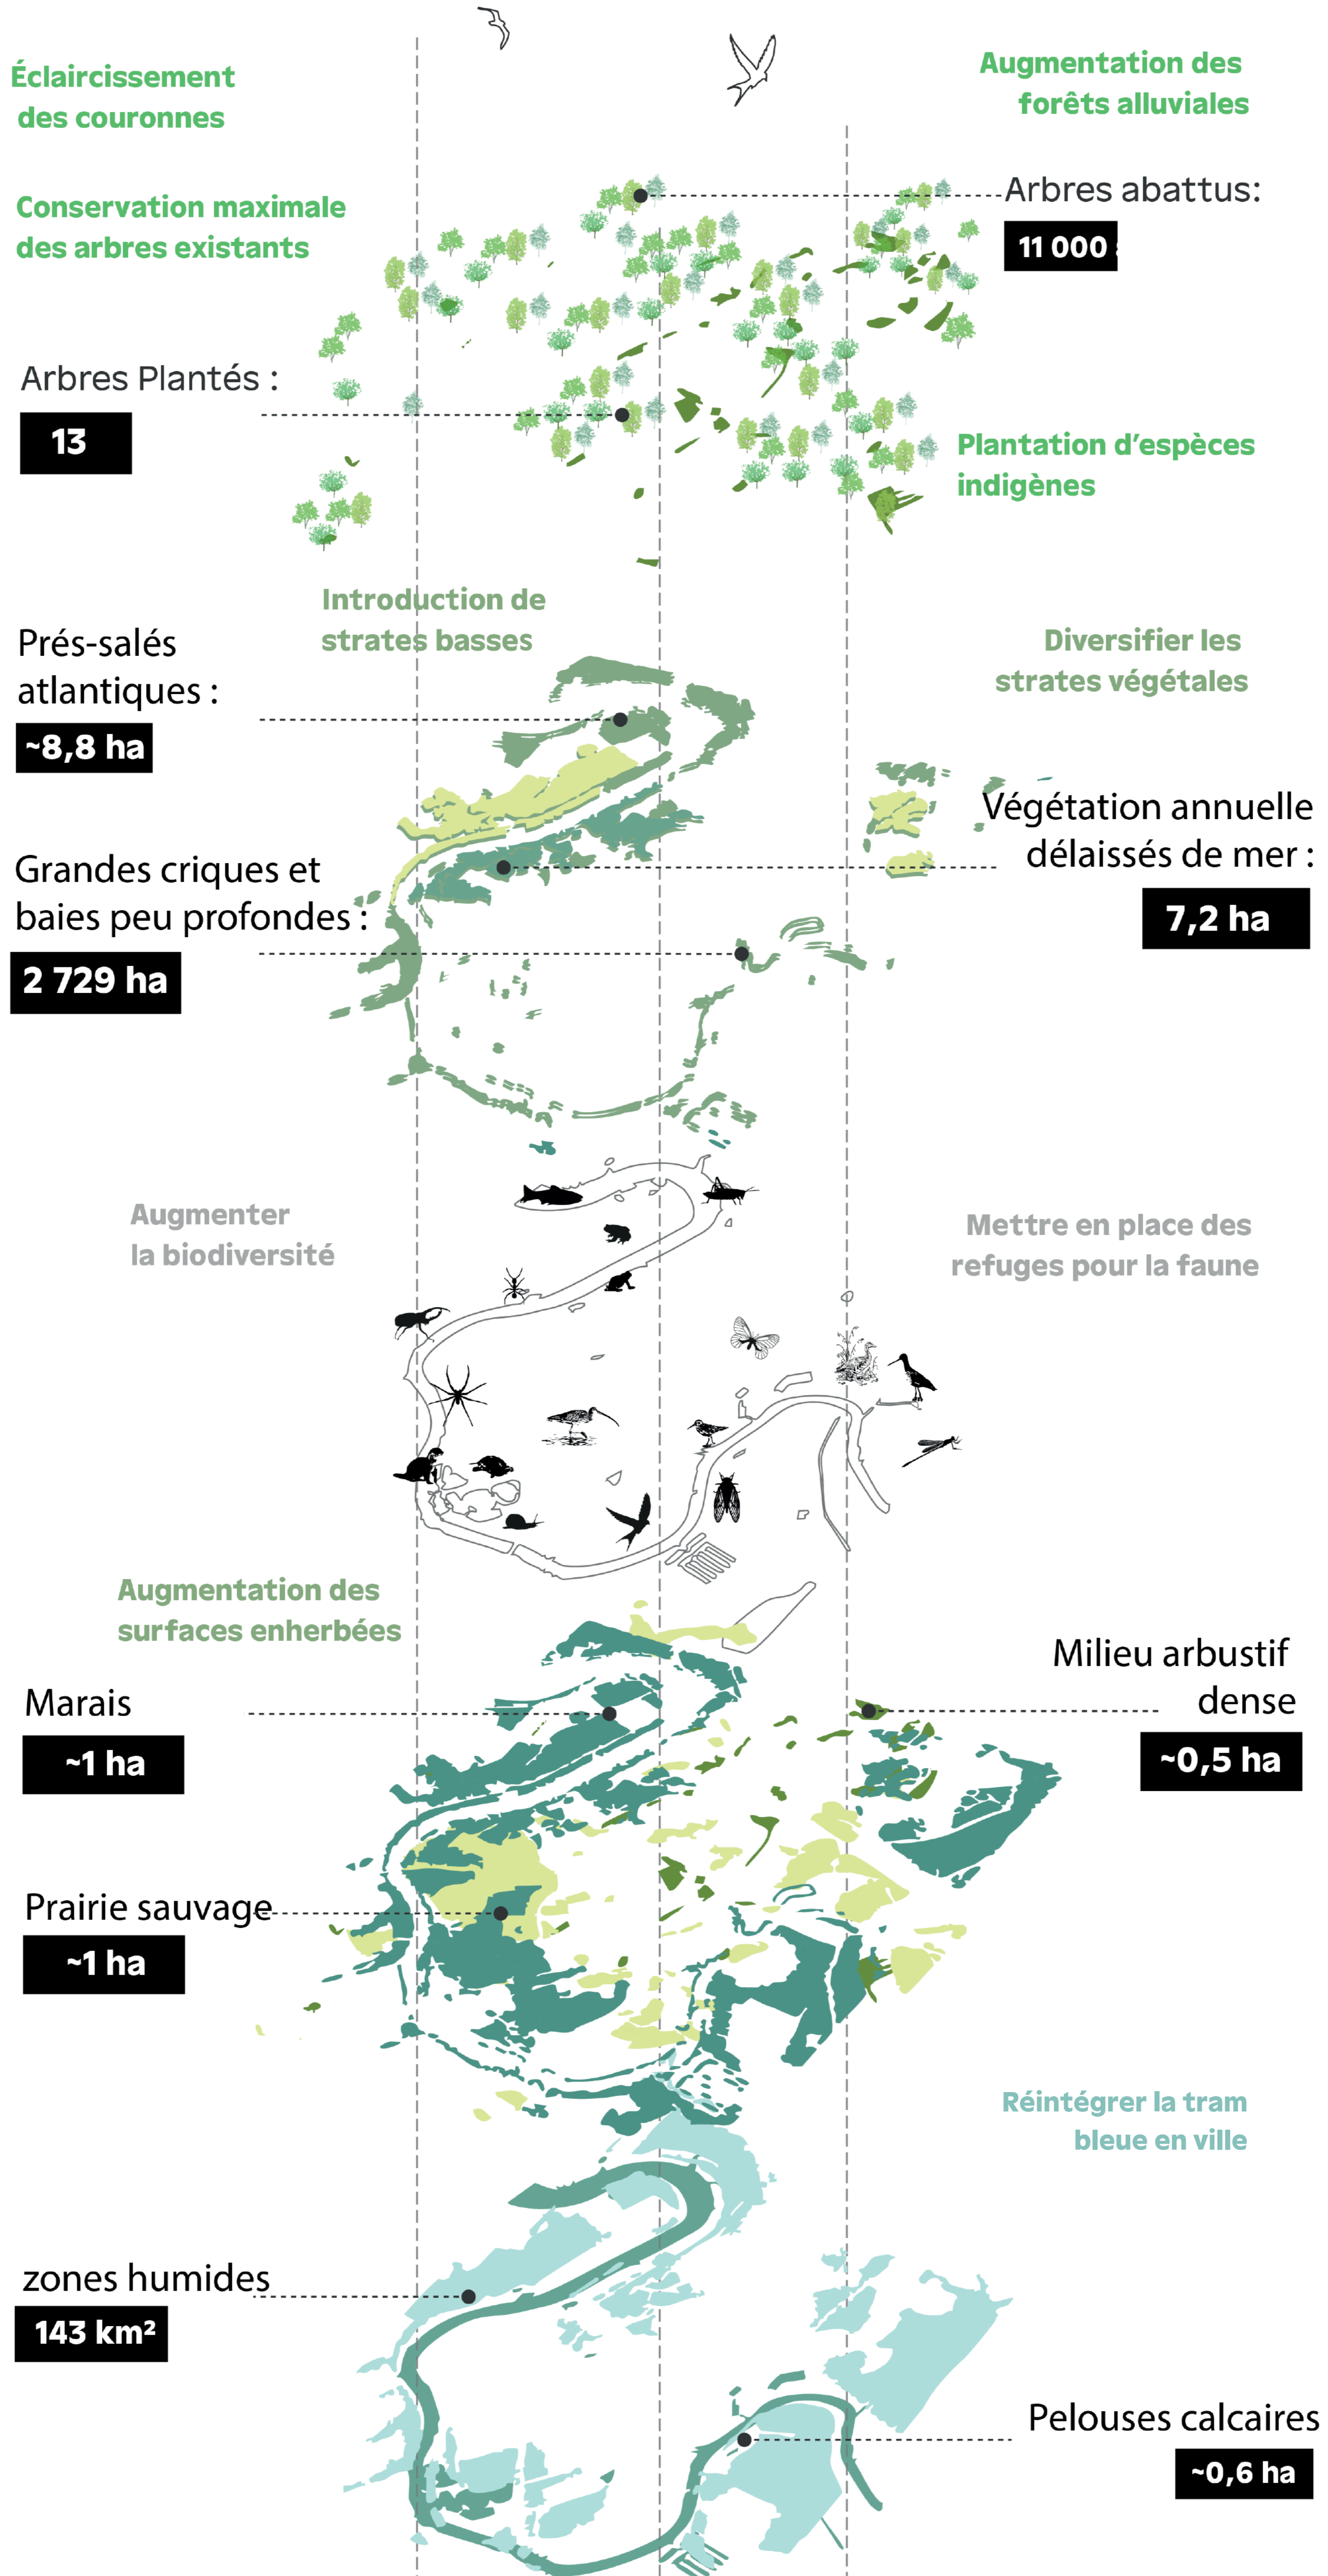 Éclaircissement
des couronnes
Augmentation des
forêts alluviales
Conservation maximale
des arbres existants
Arbres abattus:
11 000
Arbres Plantés :
13
Plantation d’espèces
indigènes
Introduction de
strates basses
Prés-salés
atlantiques :
~8,8 ha
Diversifier les
strates végétales
Végétation annuelle
délaissés de mer :
7,2 ha
Grandes criques et
baies peu profondes :
2 729 ha
Augmenter
la biodiversité
Mettre en place des
refuges pour la faune
Augmentation des
surfaces enherbées
Milieu arbustif
dense
~0,5 ha
Marais
~1 ha
Prairie sauvage
~1 ha
Réintégrer la tram
bleue en ville
zones humides
143 km²
Pelouses calcaires
~0,6 ha